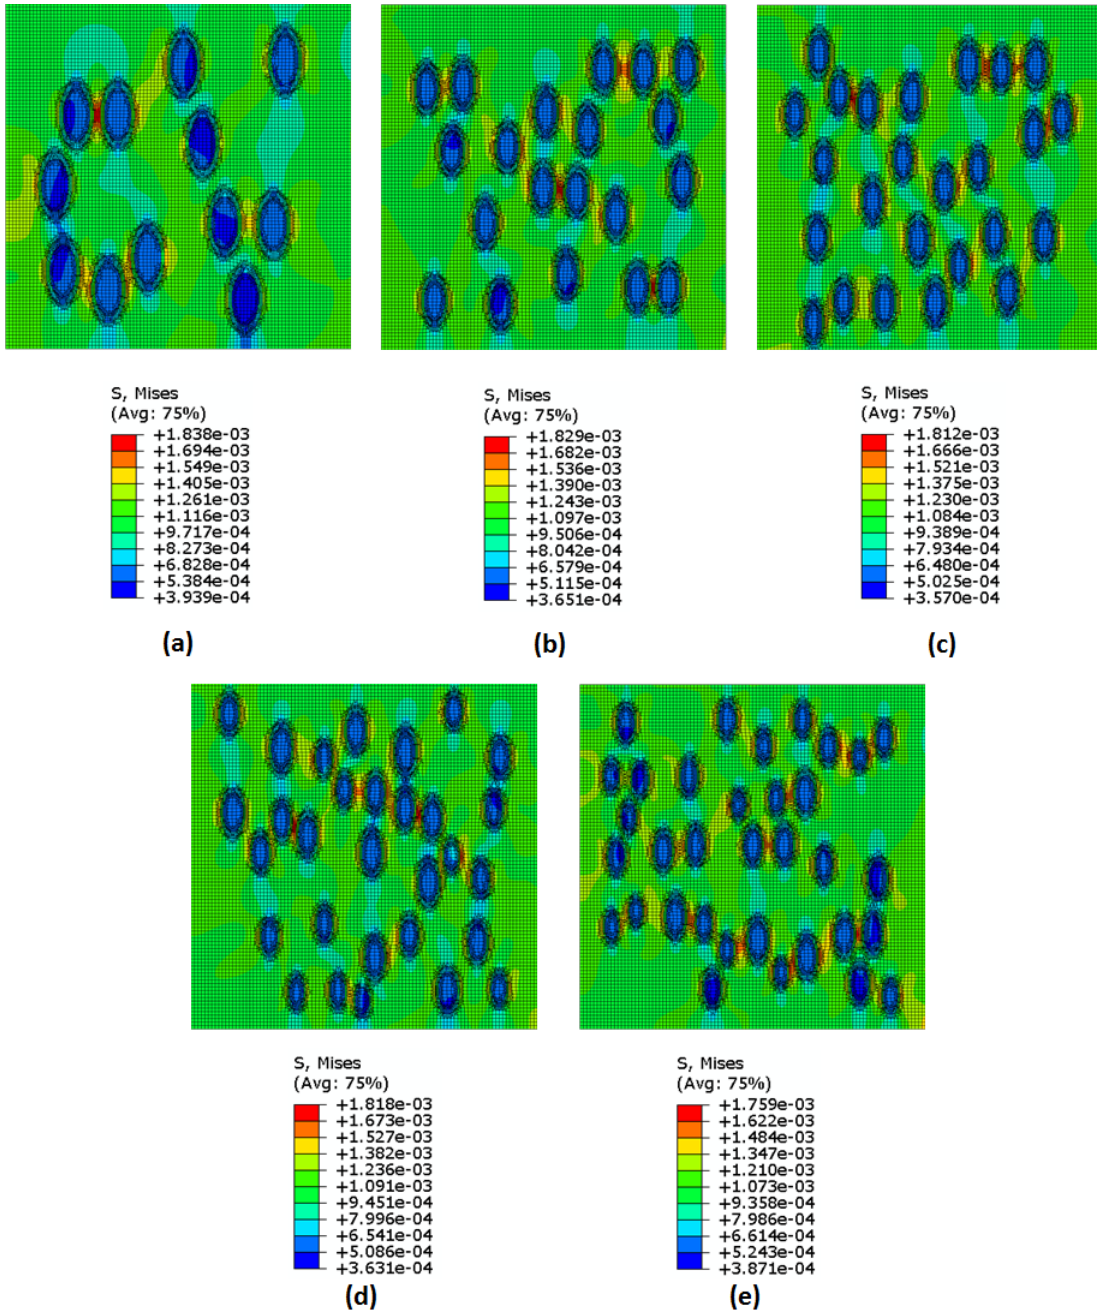 S, Mises
(Avg: 75%)
+1.838e-03
+1.694e-03
+1.549e-03
+1.405e-03
+1.261e-03
+1.116e-03
+9.717e-04
+8.273e-04
+6.828e-04
+5.384e-04
+3.939e-04
(a)
S, Mises
(Avg: 75%)
+1.829e-03
+1.682e-03
+1.536e-03
+1.390e-03
+1.243e-03
+1.097e-03
+9.506e-04
+8.042e-04
+6.579e-04
+5.115e-04
+3.651e-04
(b)
S, Mises
(Avg: 75%)
+1.812e-03
+1.666e-03
+1.521e-03
+1.375e-03
+1.230e-03
+1.084e-03
+9.389e-04
+7.934e-04
+6.480e-04
+5.025e-04
+3.570e-04
(c)
S, Mises
(Avg: 75%)
+1.818e-03
+1.673e-03
+1.527e-03
+1.382e-03
+1.236e-03
+1.091e-03
+9.451e-04
+7.996e-04
+6.541e-04
+5.086e-04
+3.631e-04
(d)
S, Mises
(Avg: 75%)
+1.759e-03
+1.622e-03
+1.484e-03
+1.347e-03
+1.210e-03
+1.073e-03
+9.358e-04
+7.986e-04
+6.614e-04
+5.243e-04
+3.871e-04
(e)